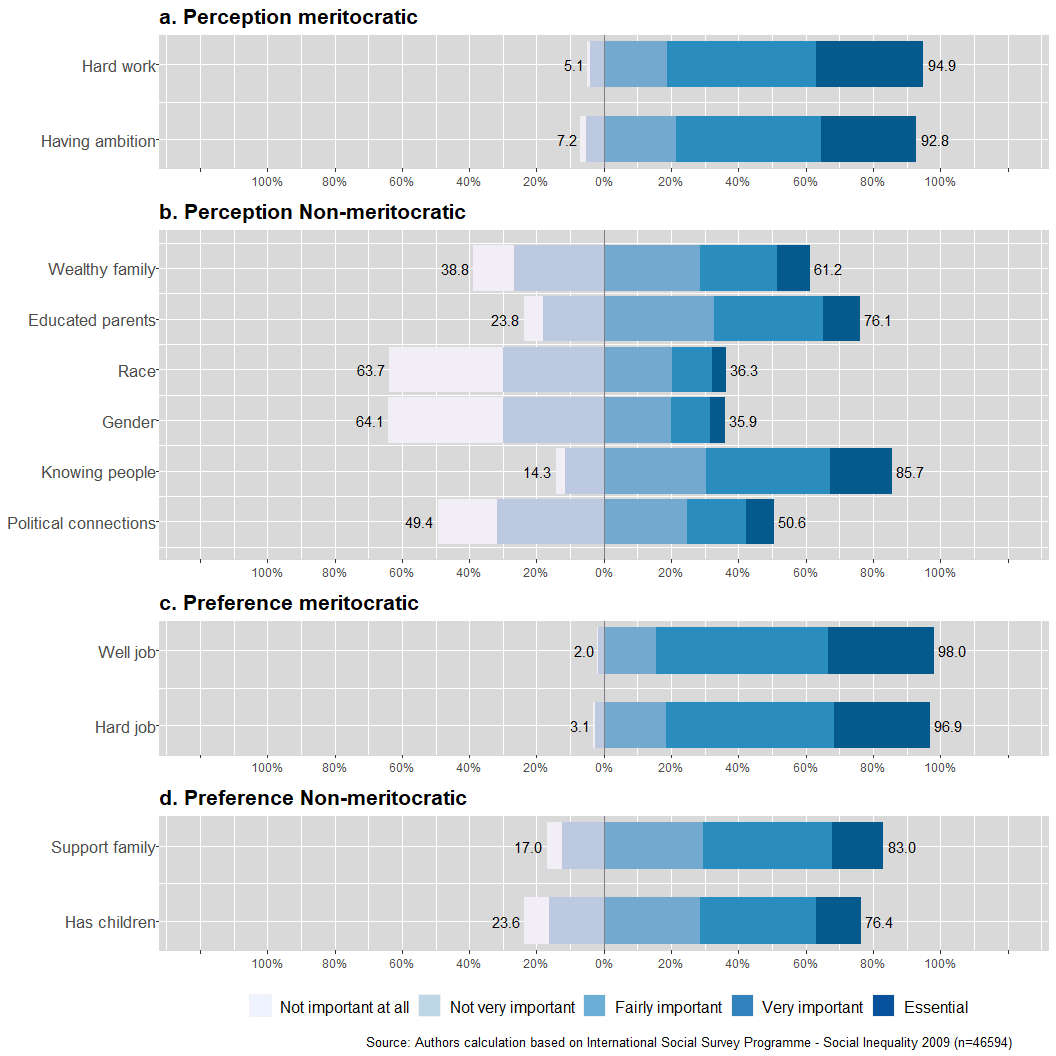 a. Perception meritocratic
Hard work 5.1 94.9
Having ambition 7.2 92.8
100% 80% 60% 40% 20% 0% 20% 40% 60% 80% 100%
b. Perception Non-meritocratic
Wealthy family 38.8 61.2
Educated parents 23.8 76.1
Race 63.7 36.3
Gender 64.1 35.9
Knowing people 14.3 85.7
Political connections 49.4 50.6
100% 80% 60% 40% 20% 0% 20% 40% 60% 80% 100%
c. Preference meritocratic
Well job 2.0 98.0
Hard job 3.1 96.9
100% 80% 60% 40% 20% 0% 20% 40% 60% 80% 100%
d. Preference Non-meritocratic
Support family 17.0 83.0
Has children 23.6 76.4
100% 80% 60% 40% 20% 0% 20% 40% 60% 80% 100%
Not important at all Not very important Fairly important Very important Essential
Source: Authors calculation based on International Social Survey Programme - Social Inequality 2009 (n=46594)